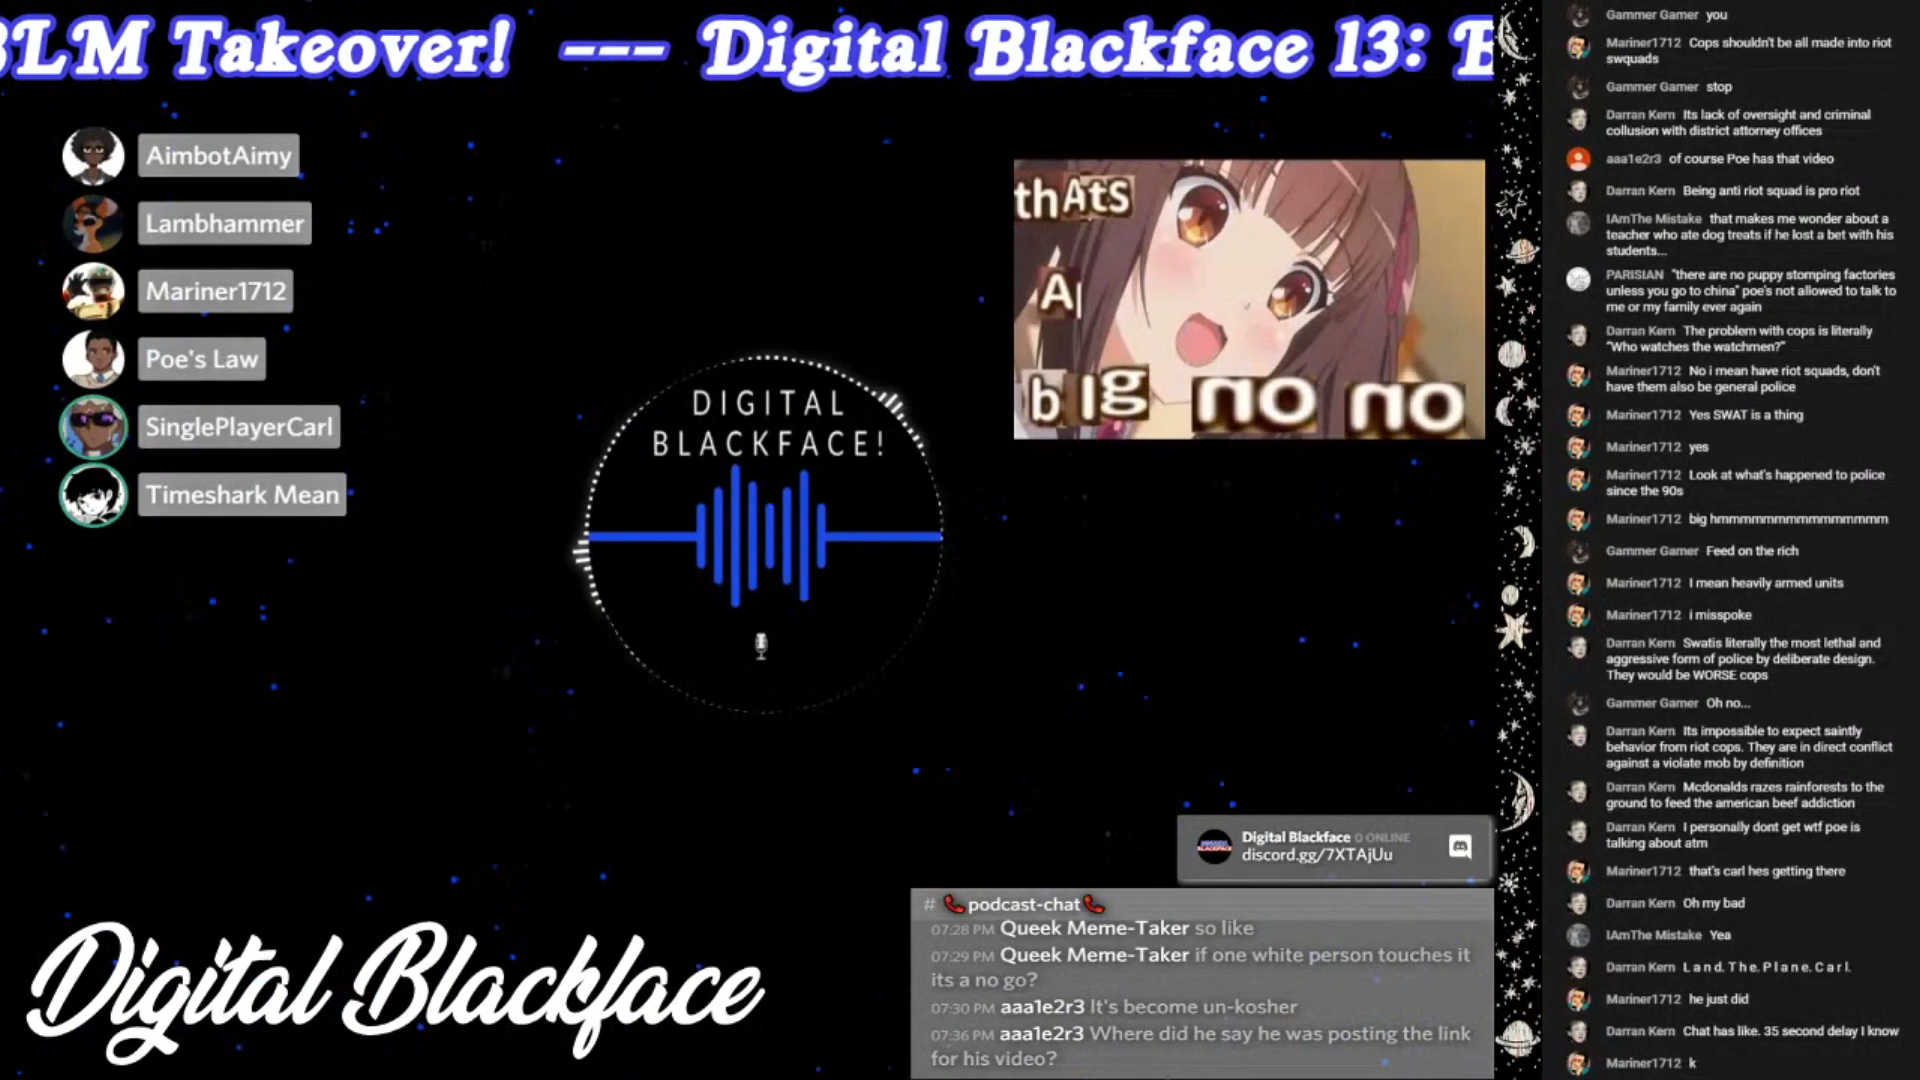 BLM Takeover! --- Digital Blackface 13:
AimbotAimy
Lambhammer
Mariner1712
Poe's Law
SinglePlayerCarl
Timeshark Mean
DIGITAL
BLACKFACE!
thAts
A
bIg no no
Digital Blackface 0 ONLINE
discord.gg/7XTAjUu
# podcast-chat
07:28 PM Queek Meme-Taker so like
07:29 PM Queek Meme-Taker if one white person touches it
its a no go?
07:30 PM aaa1e2r3 It's become un-kosher
07:36 PM aaa1e2r3 Where did he say he was posting the link
for his video?
Digital Blackface
Gammer Gamer you
Mariner1712 Cops shouldn't be all made into riot
swquads
Gammer Gamer stop
Darran Kern Its lack of oversight and criminal
collusion with district attorney offices
aaa1e2r3 of course Poe has that video
Darran Kern Being anti riot squad is pro riot
IAmThe Mistake that makes me wonder about a
teacher who ate dog treats if he lost a bet with his
students...
PARISIAN "there are no puppy stomping factories
unless you go to china" poe's not allowed to talk to
me or my family ever again
Darran Kern The problem with cops is literally
"Who watches the watchmen?"
Mariner1712 No i mean have riot squads, don't
have them also be general police
Mariner1712 Yes SWAT is a thing
Mariner1712 yes
Mariner1712 Look at what's happened to police
since the 90s
Mariner1712 big hmmmmmmmmmmmmmmm
Gammer Gamer Feed on the rich
Mariner1712 I mean heavily armed units
Mariner1712 i misspoke
Darran Kern Swatis literally the most lethal and
aggressive form of police by deliberate design.
They would be WORSE cops
Gammer Gamer Oh no...
Darran Kern Its impossible to expect saintly
behavior from riot cops. They are in direct conflict
against a violate mob by definition
Darran Kern Mcdonalds razes rainforests to the
ground to feed the american beef addiction
Darran Kern I personally dont get wtf poe is
talking about atm
Mariner1712 that's carl hes getting there
Darran Kern Oh my bad
IAmThe Mistake Yea
Darran Kern L a n d. T h e. P l a n e. C a r l.
Mariner1712 he just did
Darran Kern Chat has like. 35 second delay I know
Mariner1712 k